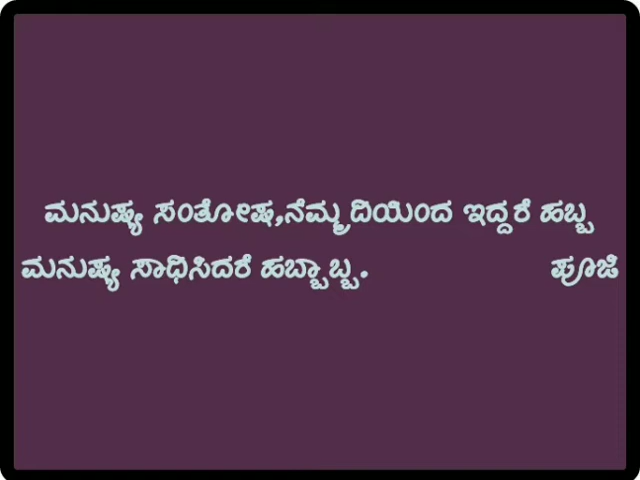 ಮನುಷ್ಯ ಸಂತೋಷ,ನೆಮ್ಮದಿಯಿಂದ ಇದ್ದರೆ ಹಬ್ಬ
ಮನುಷ್ಯ ಸಾಧಿಸಿದರೆ ಹಬ್ಬಾಬ್ಬ. ಪೂಜಿ